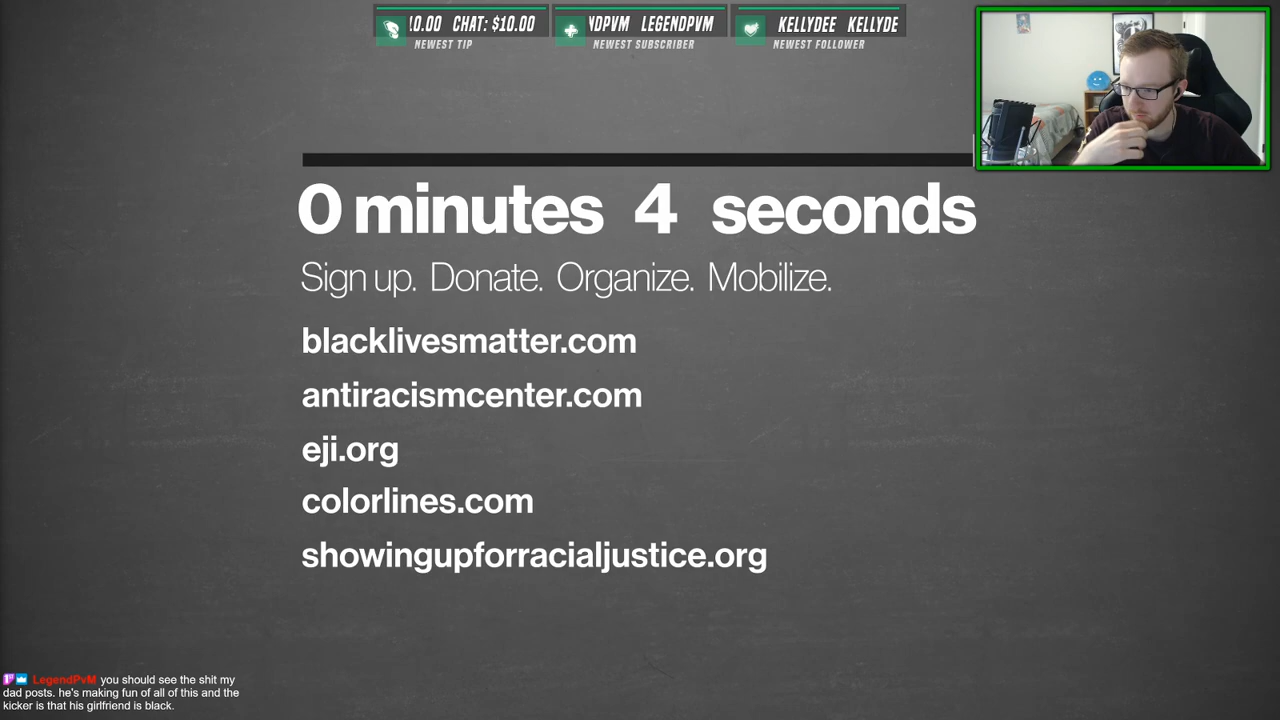 !0.00 CHAT: $10.00
NEWEST TIP
VDPVM LEGENDPVM
NEWEST SUBSCRIBER
KELLYDEE KELLYDE
NEWEST FOLLOWER
0 minutes 4 seconds
Sign up. Donate. Organize. Mobilize.
blacklivesmatter.com
antiracismcenter.com
eji.org
colorlines.com
showingupforracialjustice.org
LegendPvM you should see the shit my
dad posts. he's making fun of all of this and the
kicker is that his girlfriend is black.